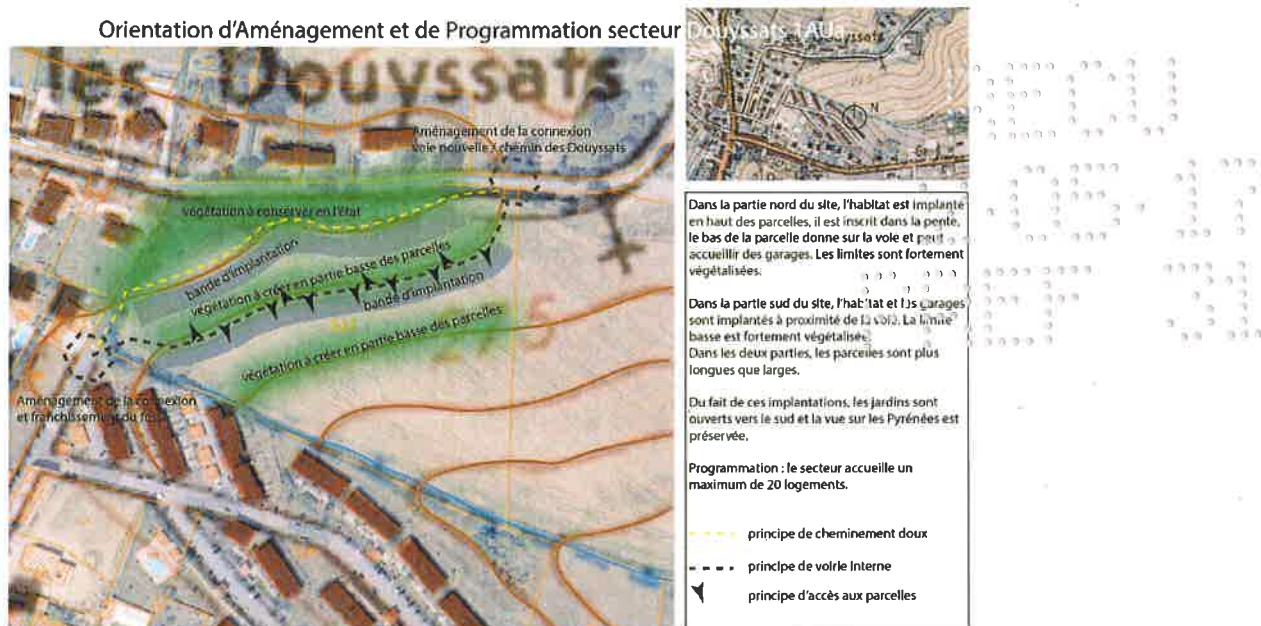 Orientation d'Aménagement et de Programmation secteur Douyssats 1AUa
les Douyssats
Aménagement de la connexion
voie nouvelle / chemin des Douyssats
végétation à conserver en l'état
bande d'implantation
végétation à créer en partie basse des parcelles
bande d'implantation
végétation à créer en partie basse des parcelles
Aménagement de la connexion
et franchissement du fossé
les Douyssats
N
Dans la partie nord du site, l'habitat est implanté
en haut des parcelles, il est inscrit dans la pente,
le bas de la parcelle donne sur la voie et peut
accueillir des garages. Les limites sont fortement
végétalisées.
Dans la partie sud du site, l'habitat et les garages
sont implantés à proximité de la voie. La limite
basse est fortement végétalisée.
Dans les deux parties, les parcelles sont plus
longues que larges.
Du fait de ces implantations, les jardins sont
ouverts vers le sud et la vue sur les Pyrénées est
préservée.
Programmation : le secteur accueille un
maximum de 20 logements.
principe de cheminement doux
principe de voirie interne
principe d'accès aux parcelles
05-17
31